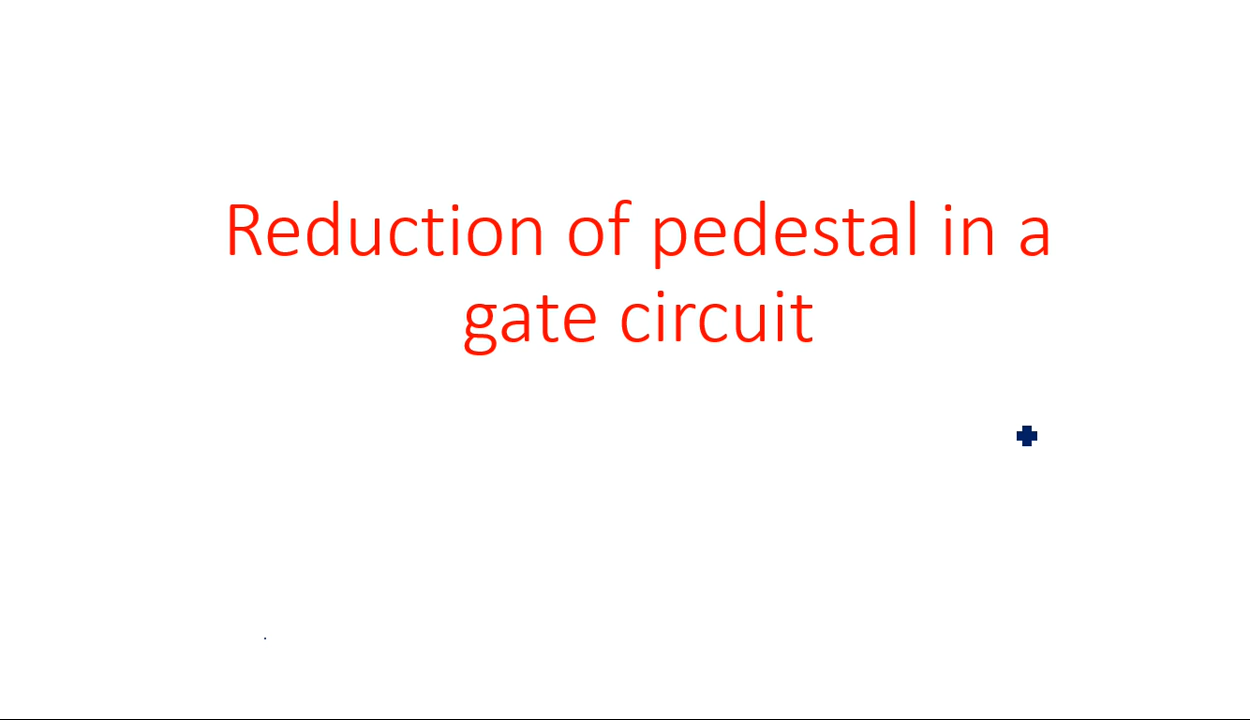 Reduction of pedestal in a
gate circuit